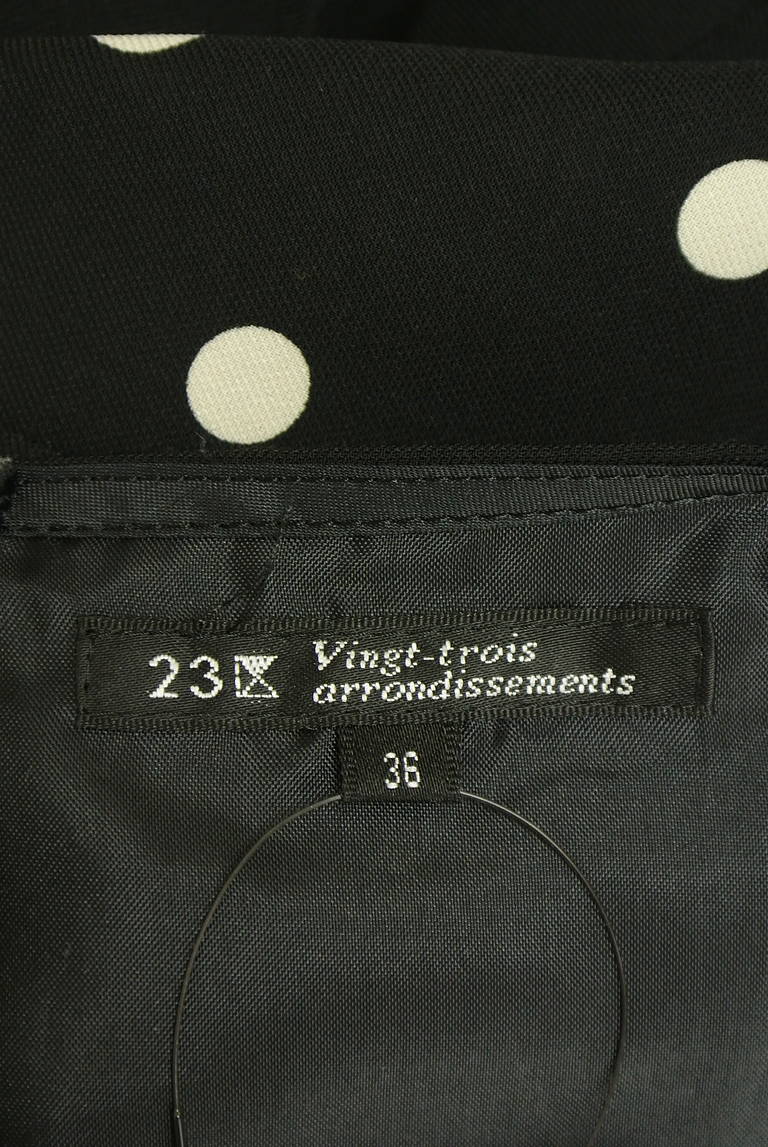 23区 Vingt-trois
arrondissements
36